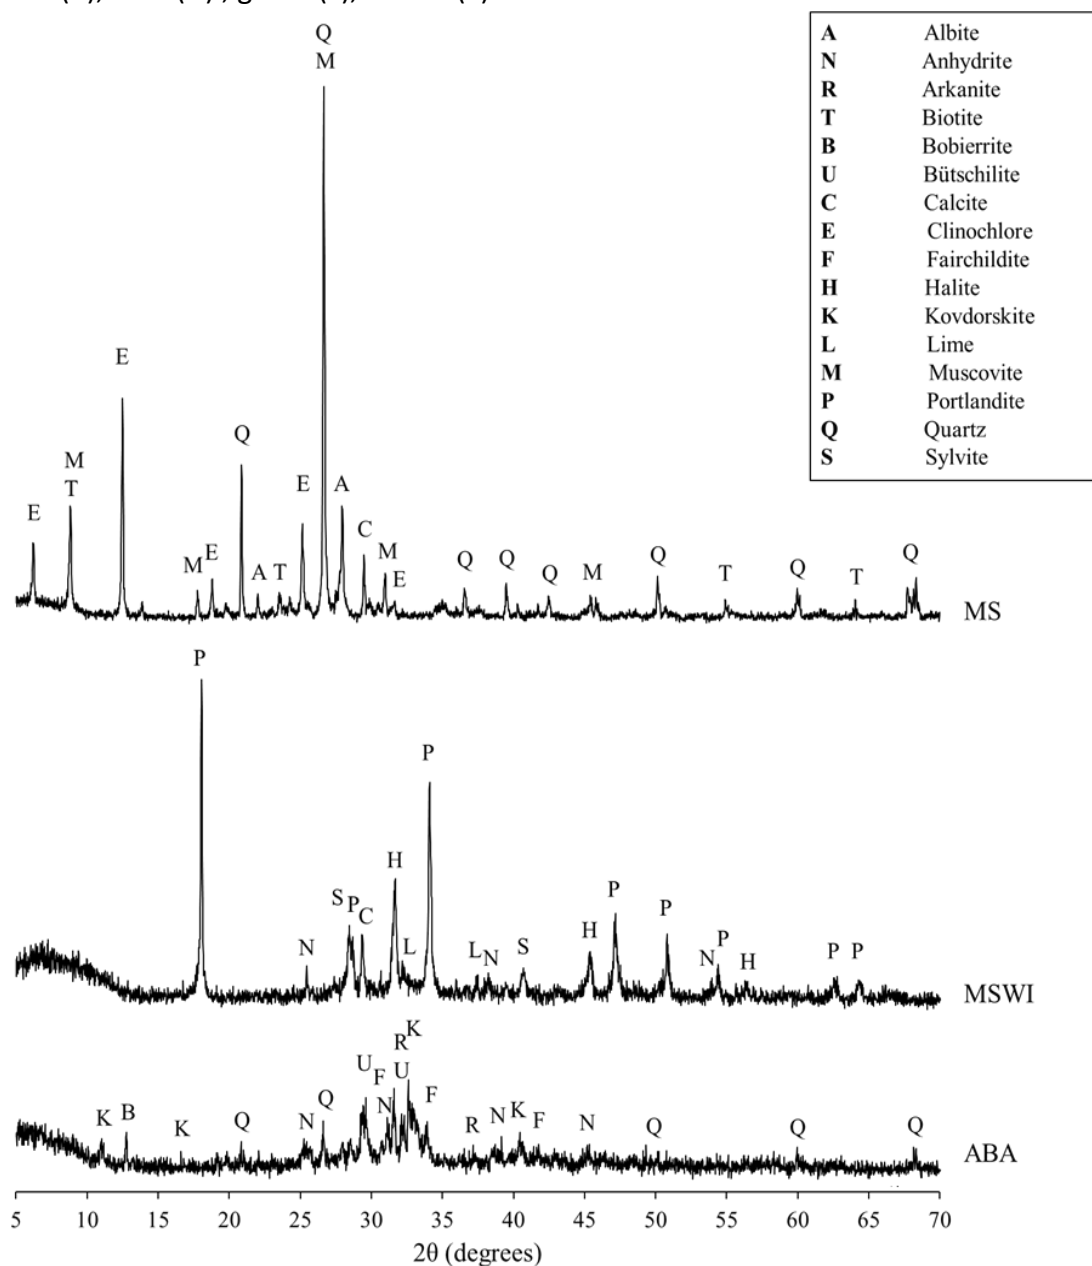 Q
M
A Albite
N Anhydrite
R Arkanite
T Biotite
B Bobierrite
U Bütschilite
C Calcite
E Clinochlore
F Fairchildite
H Halite
K Kovdorskite
L Lime
M Muscovite
P Portlandite
Q Quartz
S Sylvite
E
Q
M
T
E
E
A
M
E
A
T
C
M
E
Q
Q
Q
M
Q
T
Q
T
Q
MS
P
P
H
S
P
C
N
L
L
N
S
H
P
P
N
P
H
P
P
MSWI
K
R
U
F
U
K
B
K
Q
N
Q
N
F
R
N
K
F
N
Q
Q
Q
ABA
5 10 15 20 25 30 35 40 45 50 55 60 65 70
2θ (degrees)